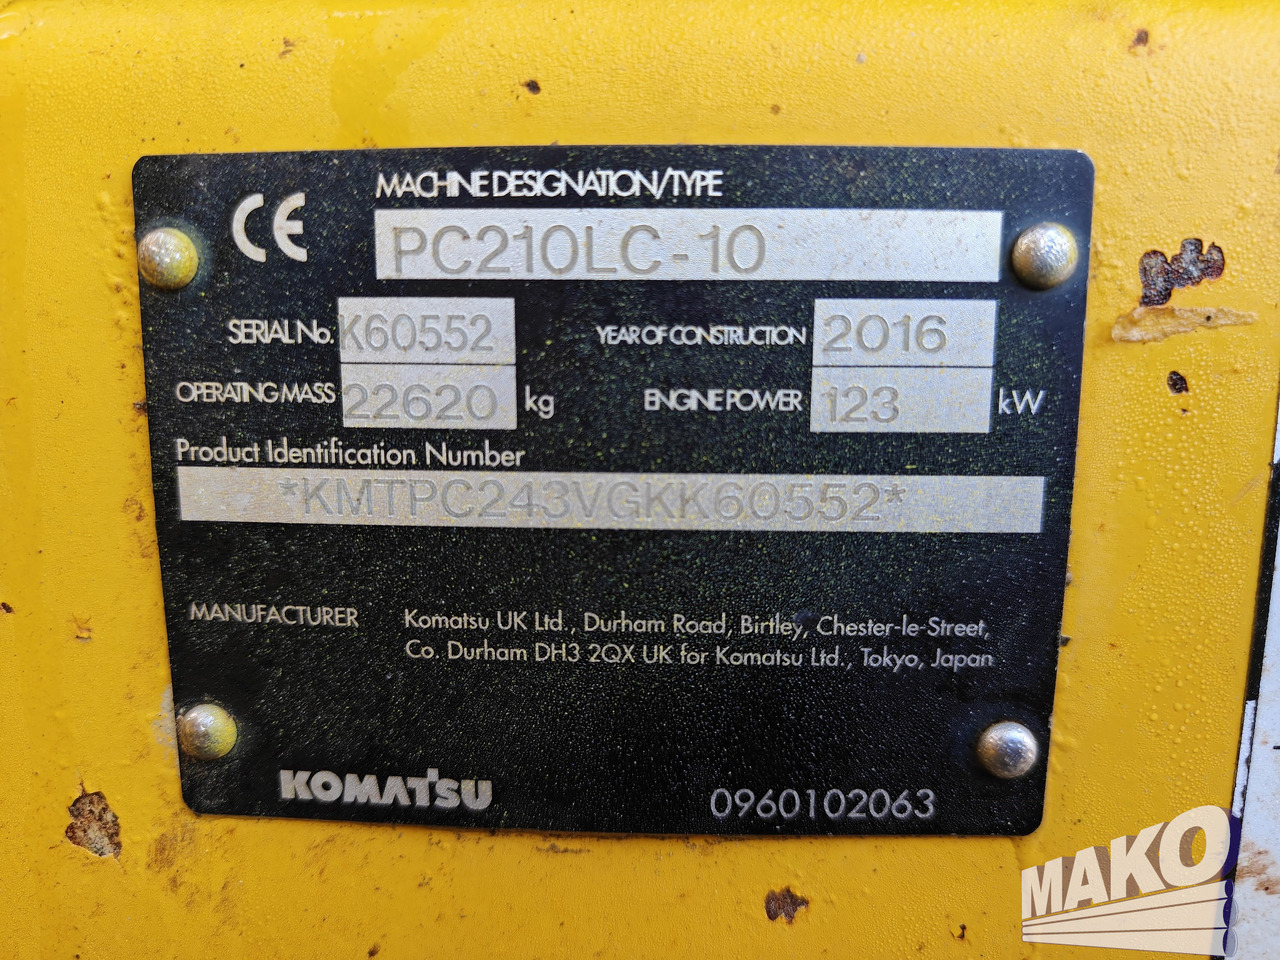 CE
MACHINE DESIGNATION/TYPE
PC210LC-10
SERIAL No. K60552
YEAR OF CONSTRUCTION 2016
OPERATING MASS 22620 kg
ENGINE POWER 123 kW
Product Identification Number
*KMTPC243VGKK60552*
MANUFACTURER
Komatsu UK Ltd., Durham Road, Birtley, Chester-le-Street,
Co. Durham DH3 2QX UK for Komatsu Ltd., Tokyo, Japan
KOMATSU
0960102063
MAKO